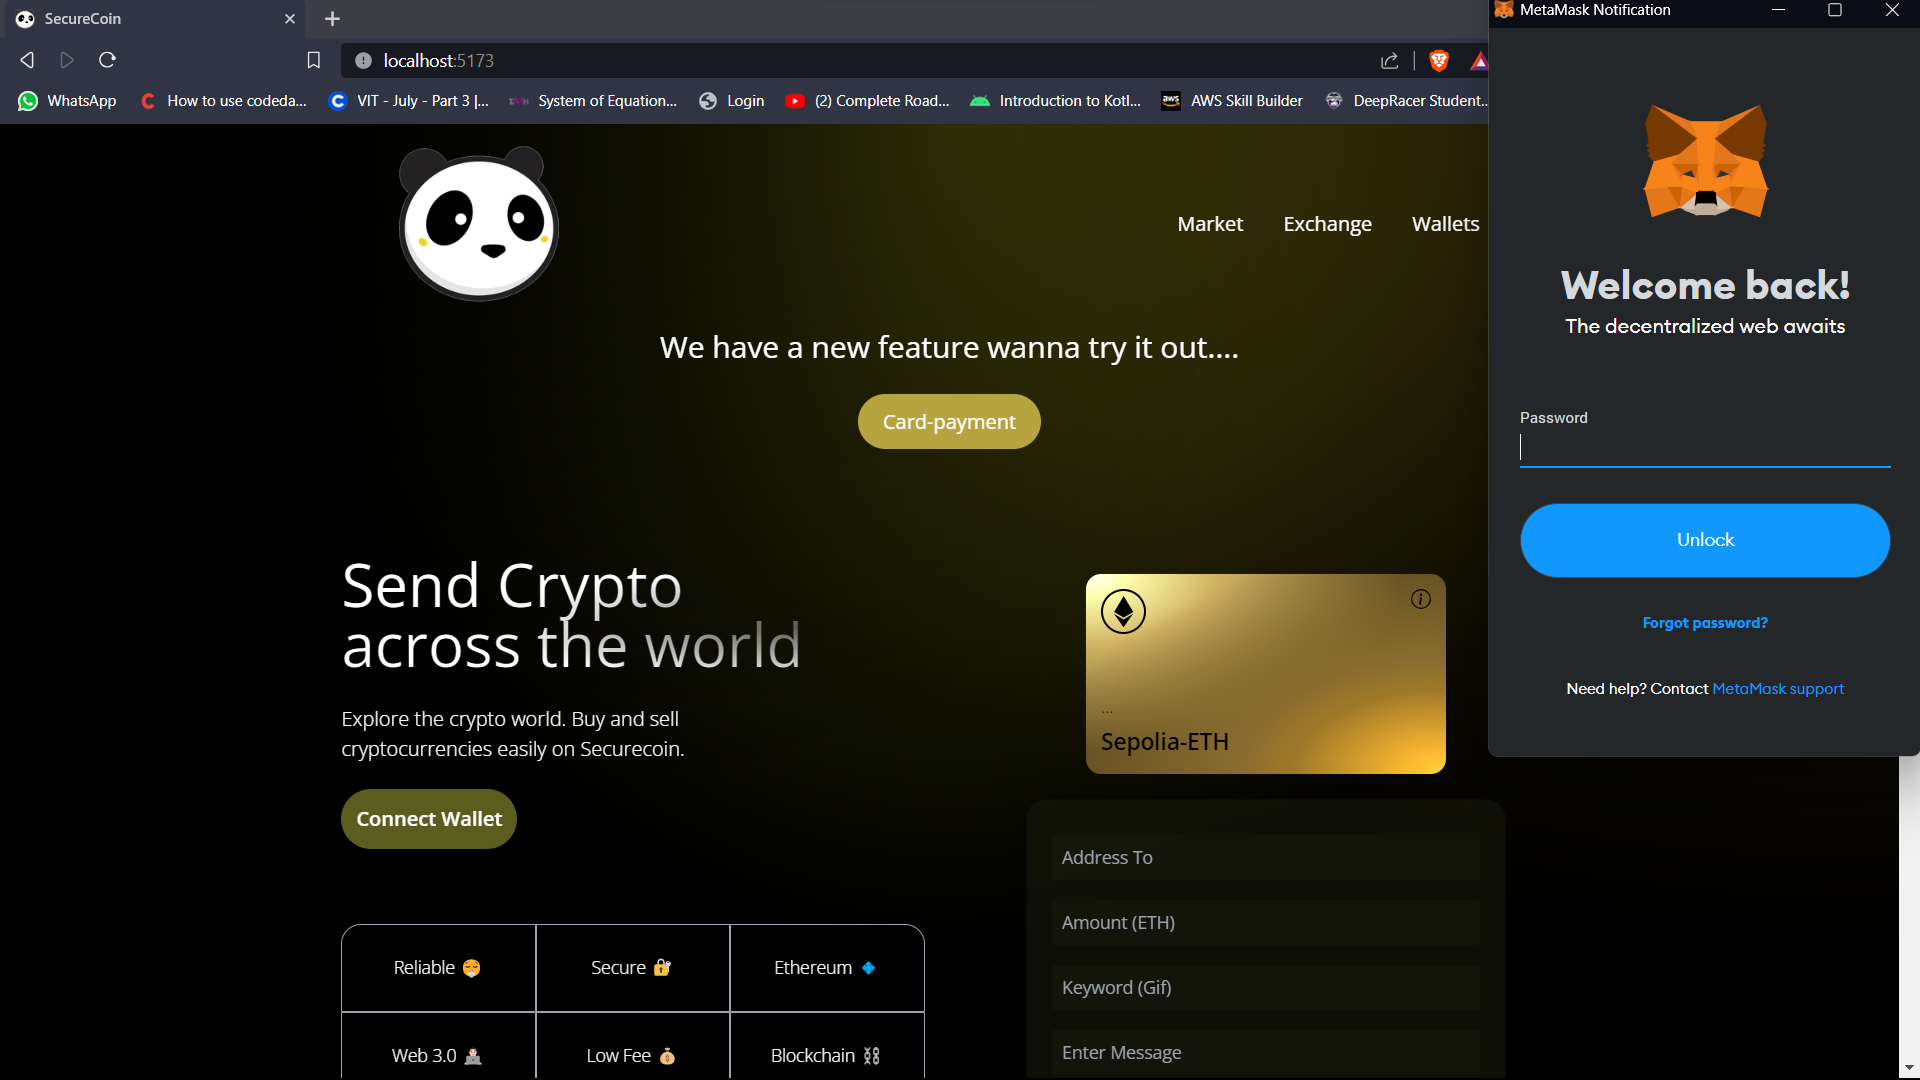 SecureCoin
localhost:5173
WhatsApp
How to use codeda...
VIT - July - Part 3 |...
System of Equation...
Login
(2) Complete Road...
Introduction to Kotl...
aws
AWS Skill Builder
DeepRacer Student...
Market
Exchange
Wallets
We have a new feature wanna try it out....
Card-payment
Send Crypto
across the world
Explore the crypto world. Buy and sell
cryptocurrencies easily on Securecoin.
Connect Wallet
Reliable
Secure
Ethereum
Web 3.0
Low Fee
Blockchain
...
Sepolia-ETH
Address To
Amount (ETH)
Keyword (Gif)
Enter Message
MetaMask Notification
Welcome back!
The decentralized web awaits
Password
Unlock
Forgot password?
Need help? Contact MetaMask support